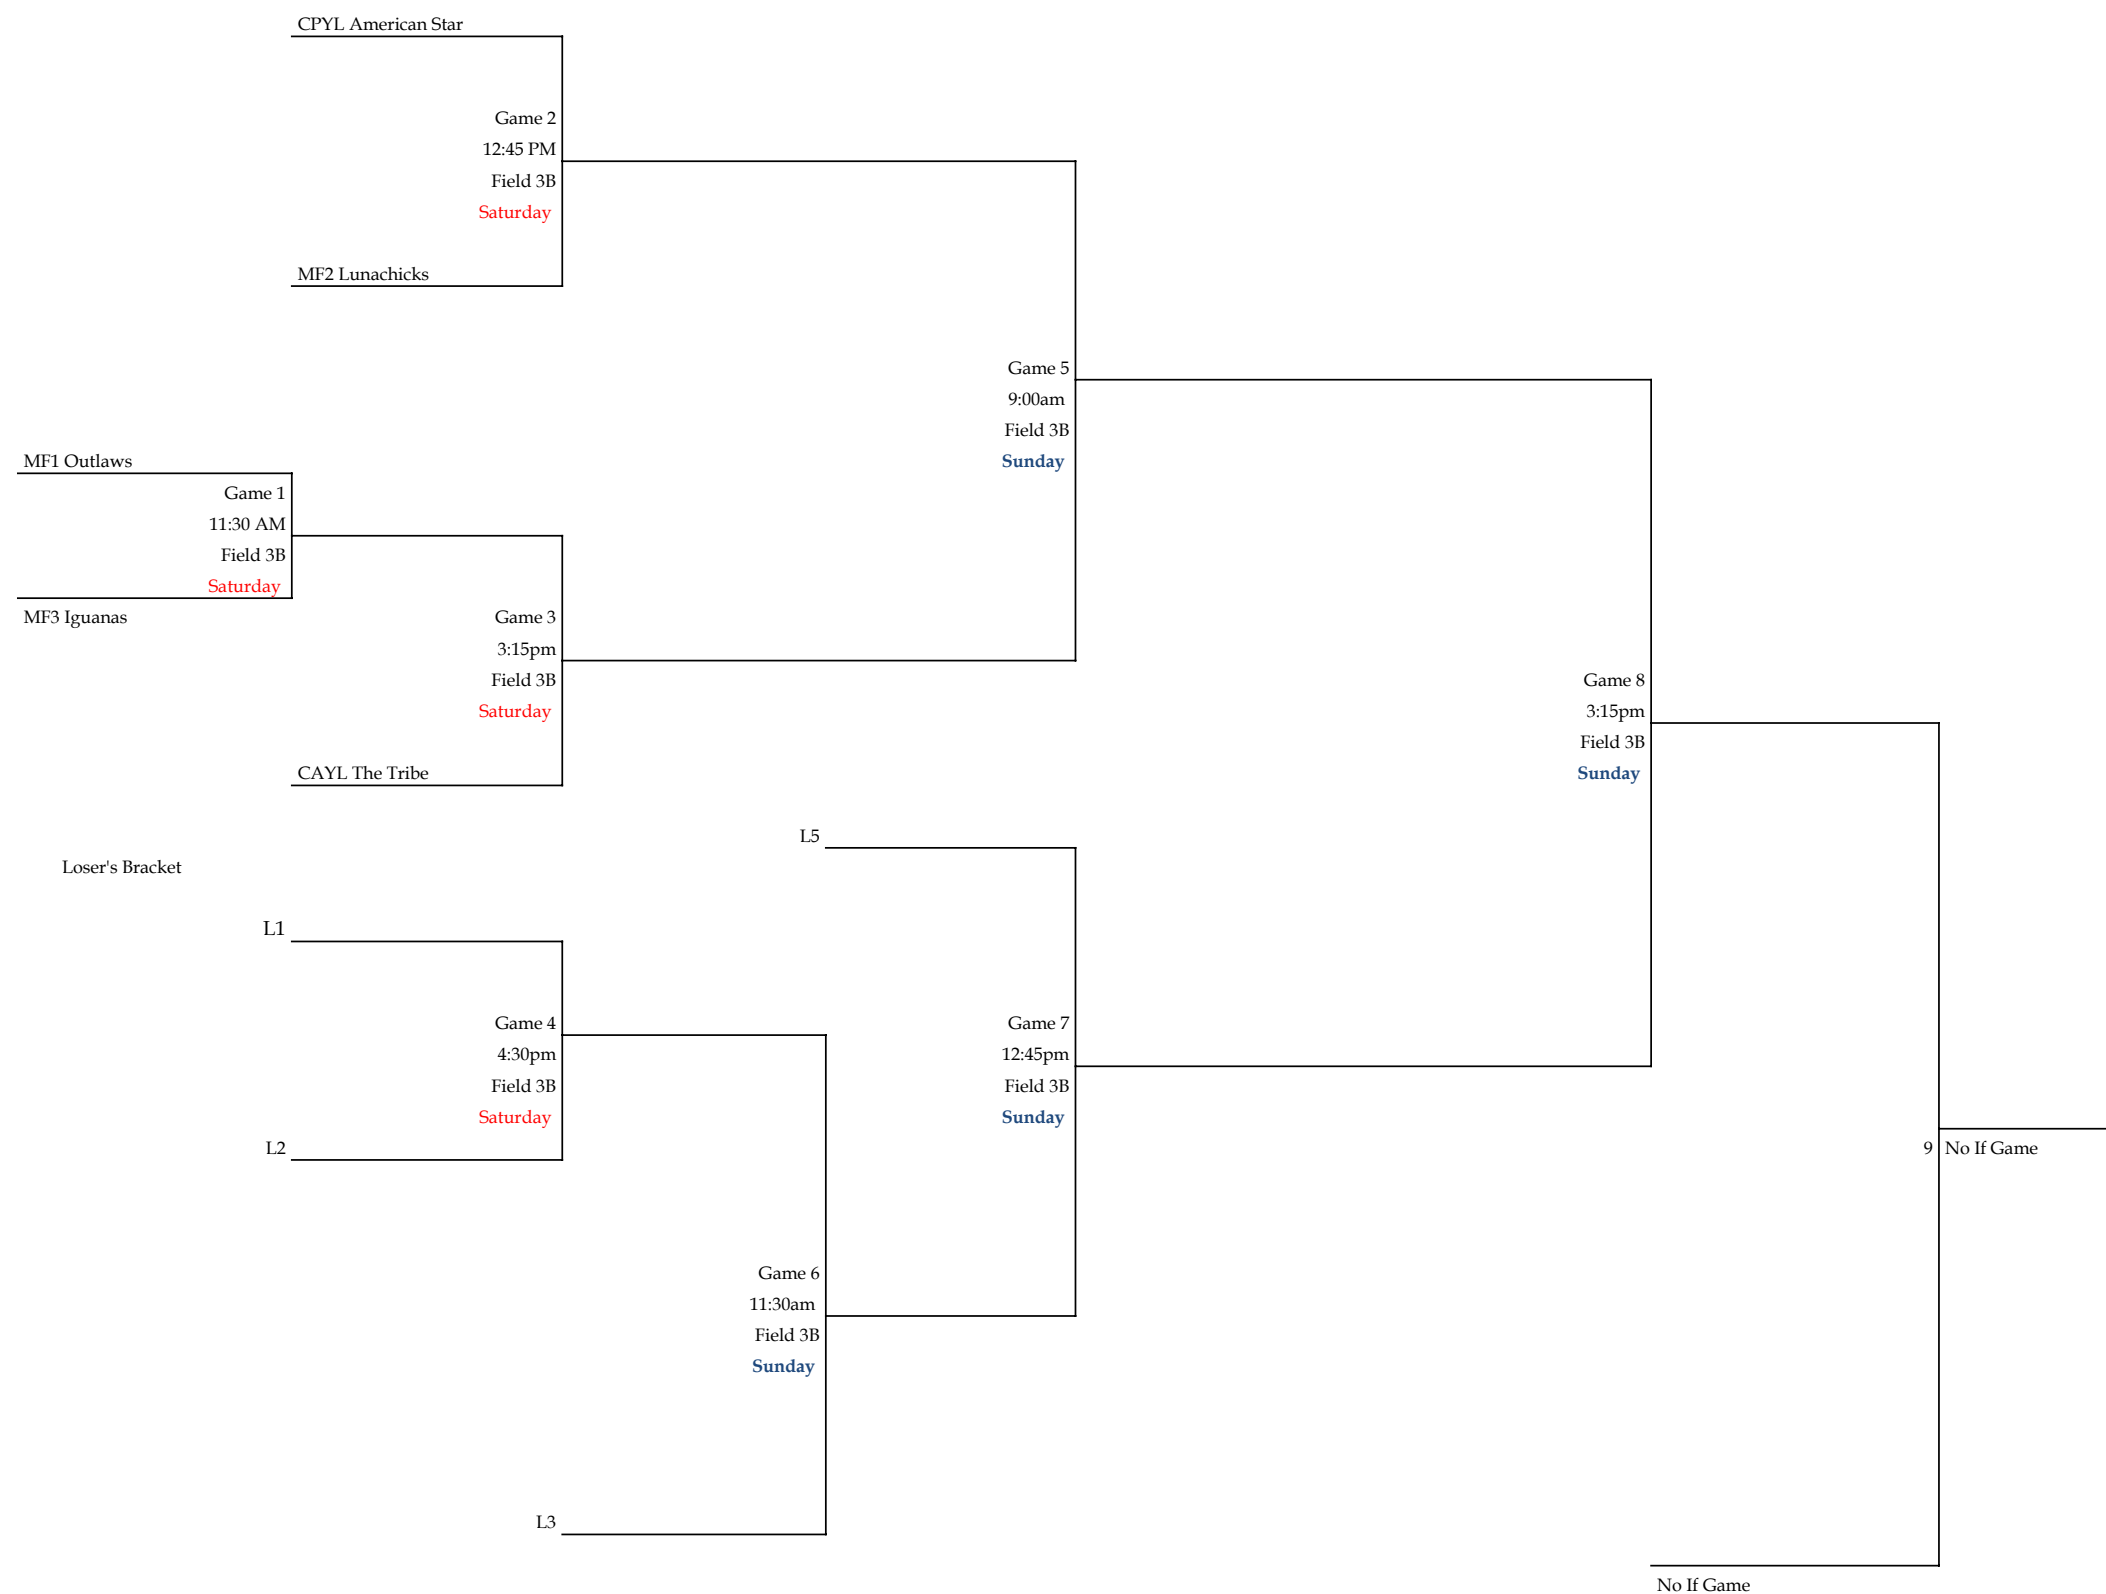 CPYL American Star
Game 2
12:45 PM
Field 3B
Saturday
MF2 Lunachicks
Game 5
9:00am
Field 3B
Sunday
MF1 Outlaws
Game 1
11:30 AM
Field 3B
Saturday
MF3 Iguanas
Game 3
3:15pm
Field 3B
Saturday
CAYL The Tribe
Game 8
3:15pm
Field 3B
Sunday
L5
Loser's Bracket
L1
Game 4
4:30pm
Field 3B
Saturday
L2
Game 7
12:45pm
Field 3B
Sunday
9 No If Game
Game 6
11:30am
Field 3B
Sunday
L3
No If Game